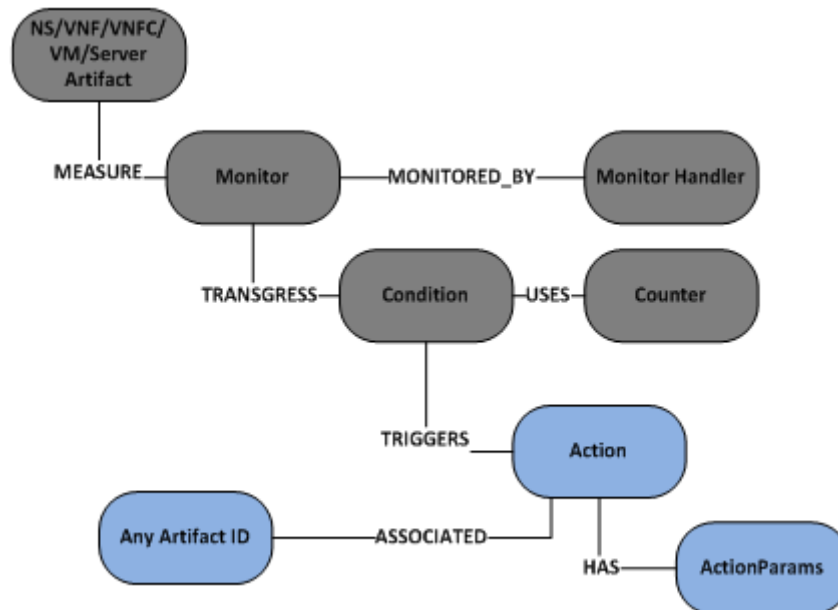 NS/VNF/VNFC/
VM/Server
Artifact
MEASURE
Monitor
MONITORED_BY
Monitor Handler
TRANSGRESS
Condition
USES
Counter
TRIGGERS
Action
Any Artifact ID
ASSOCIATED
HAS
ActionParams